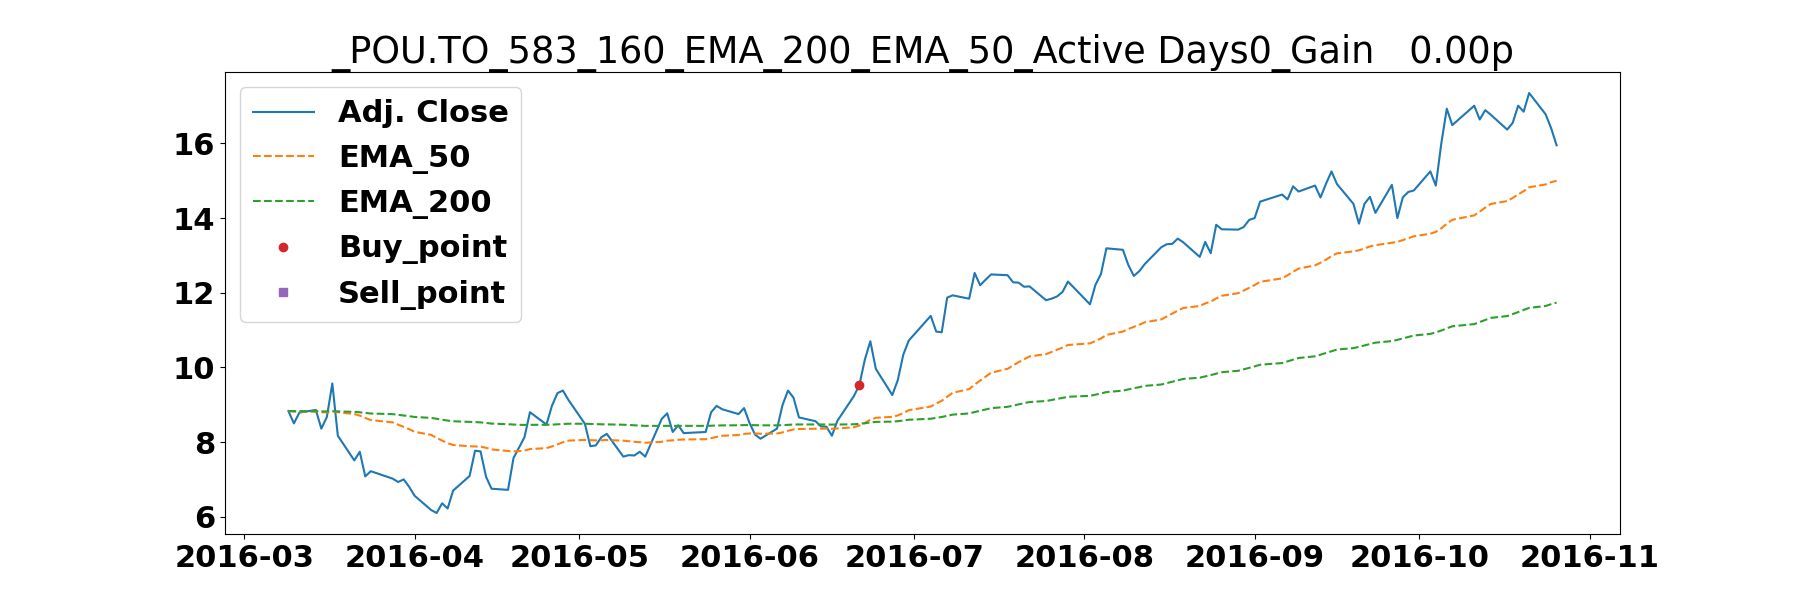 _POU.TO_583_160_EMA_200_EMA_50_Active Days0_Gain   0.00p
Adj. Close
EMA_50
EMA_200
Buy_point
Sell_point
16
14
12
10
8
6
2016-03 2016-04 2016-05 2016-06 2016-07 2016-08 2016-09 2016-10 2016-11